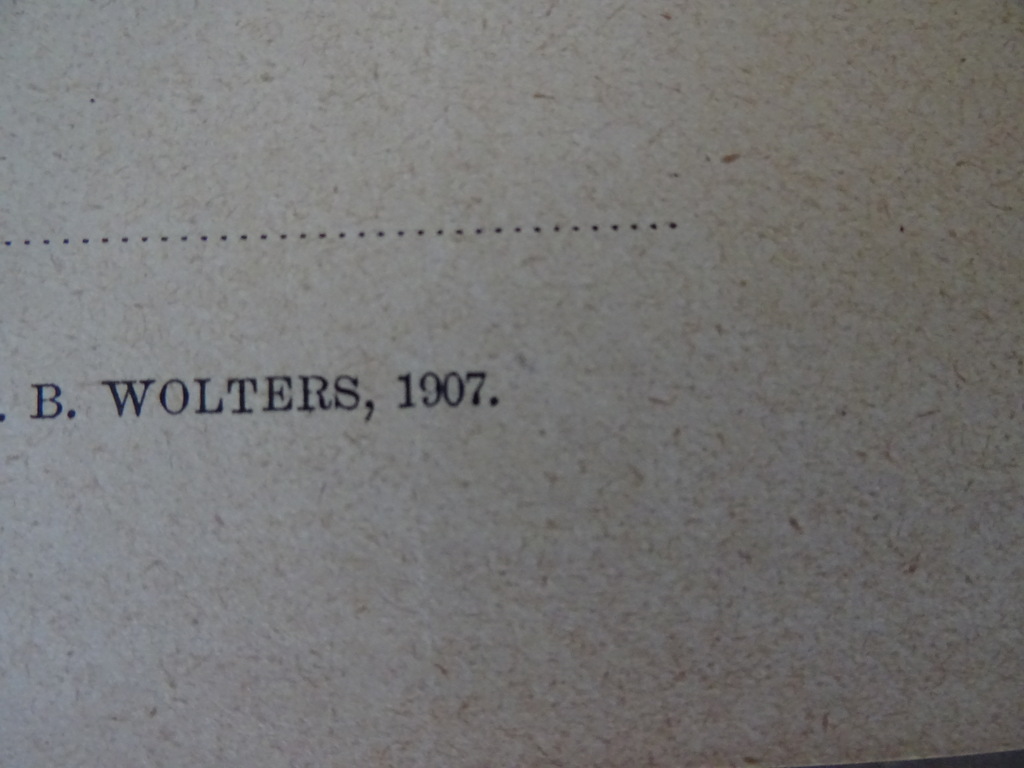 . B. WOLTERS, 1907.